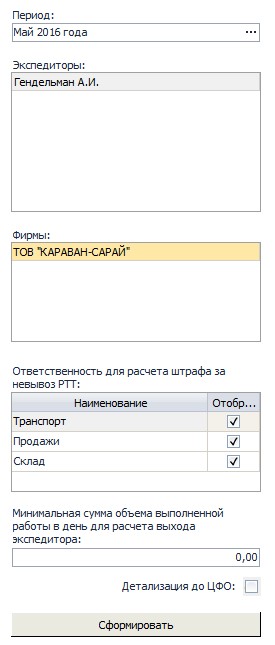 Период:
Май 2016 года ...
Экспедиторы:
Гендельман А.И.
Фирмы:
ТОВ "КАРАВАН-САРАЙ"
Ответственность для расчета штрафа за
невывоз РТТ:
Наименование Отобр...
Транспорт
Продажи
Склад
Минимальная сумма объема выполненной
работы в день для расчета выхода
экспедитора:
0,00
Детализация до ЦФО:
Сформировать